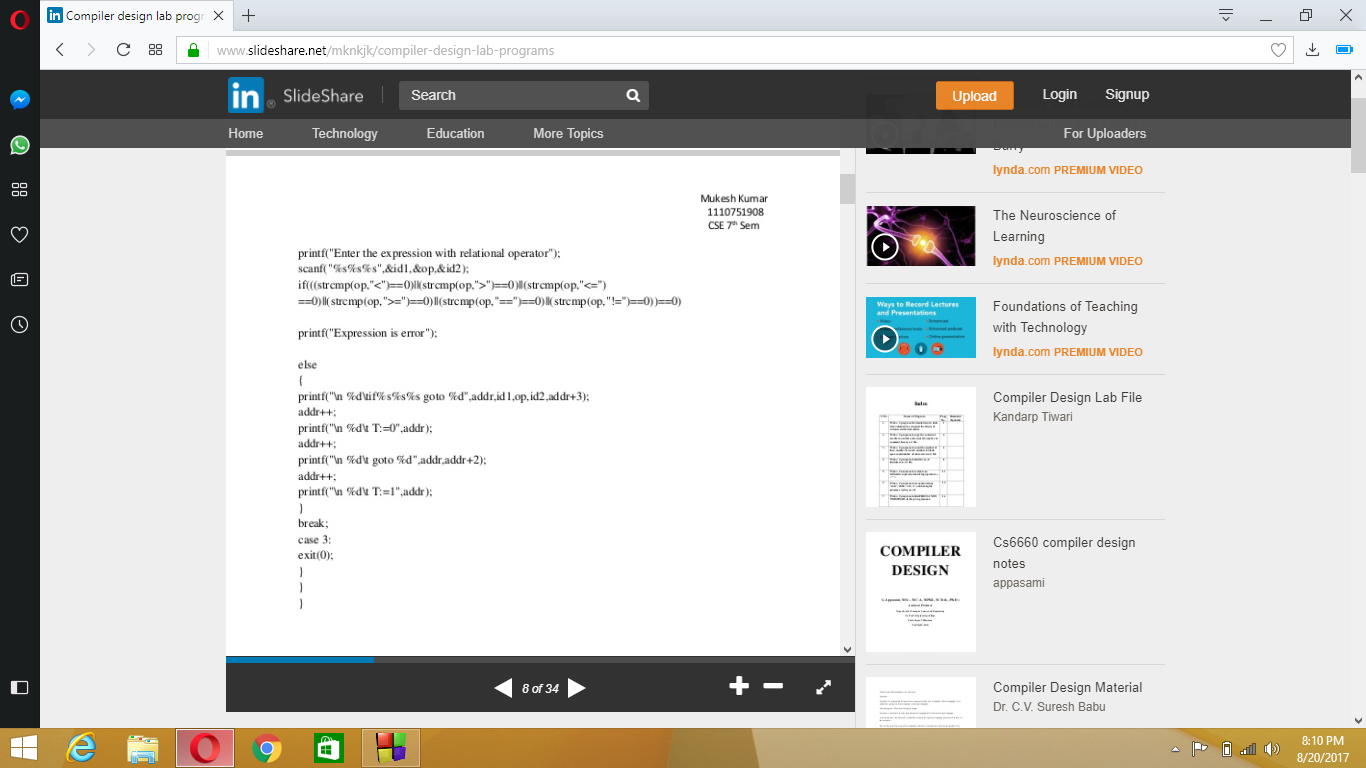 Compiler design lab progr
www.slideshare.net/mknkjk/compiler-design-lab-programs
in SlideShare
Search
Upload
Login
Signup
Home
Technology
Education
More Topics
For Uploaders
Mukesh Kumar
1110751908
CSE 7th Sem
printf("Enter the expression with relational operator");
scanf("%s%s%s",&id1,&op,&id2);
if(((strcmp(op,"<")==0)||(strcmp(op,">")==0)||(strcmp(op,"<=")
==0)||(strcmp(op,">=")==0)||(strcmp(op,"==")==0)||(strcmp(op,"!=")==0))==0)
printf("Expression is error");
else
{
printf("\n %d\tif%s%s%s goto %d",addr,id1,op,id2,addr+3);
addr++;
printf("\n %d\t T:=0",addr);
addr++;
printf("\n %d\t goto %d",addr,addr+2);
addr++;
printf("\n %d\t T:=1",addr);
}
break;
case 3:
exit(0);
}
}
}
8 of 34
lynda.com PREMIUM VIDEO
The Neuroscience of
Learning
lynda.com PREMIUM VIDEO
Ways to Record Lectures
and Presentations
Foundations of Teaching
with Technology
lynda.com PREMIUM VIDEO
Index
Compiler Design Lab File
Kandarp Tiwari
COMPILER
DESIGN
Cs6660 compiler design
notes
appasami
Compiler Design Material
Dr. C.V. Suresh Babu
8:10 PM
8/20/2017